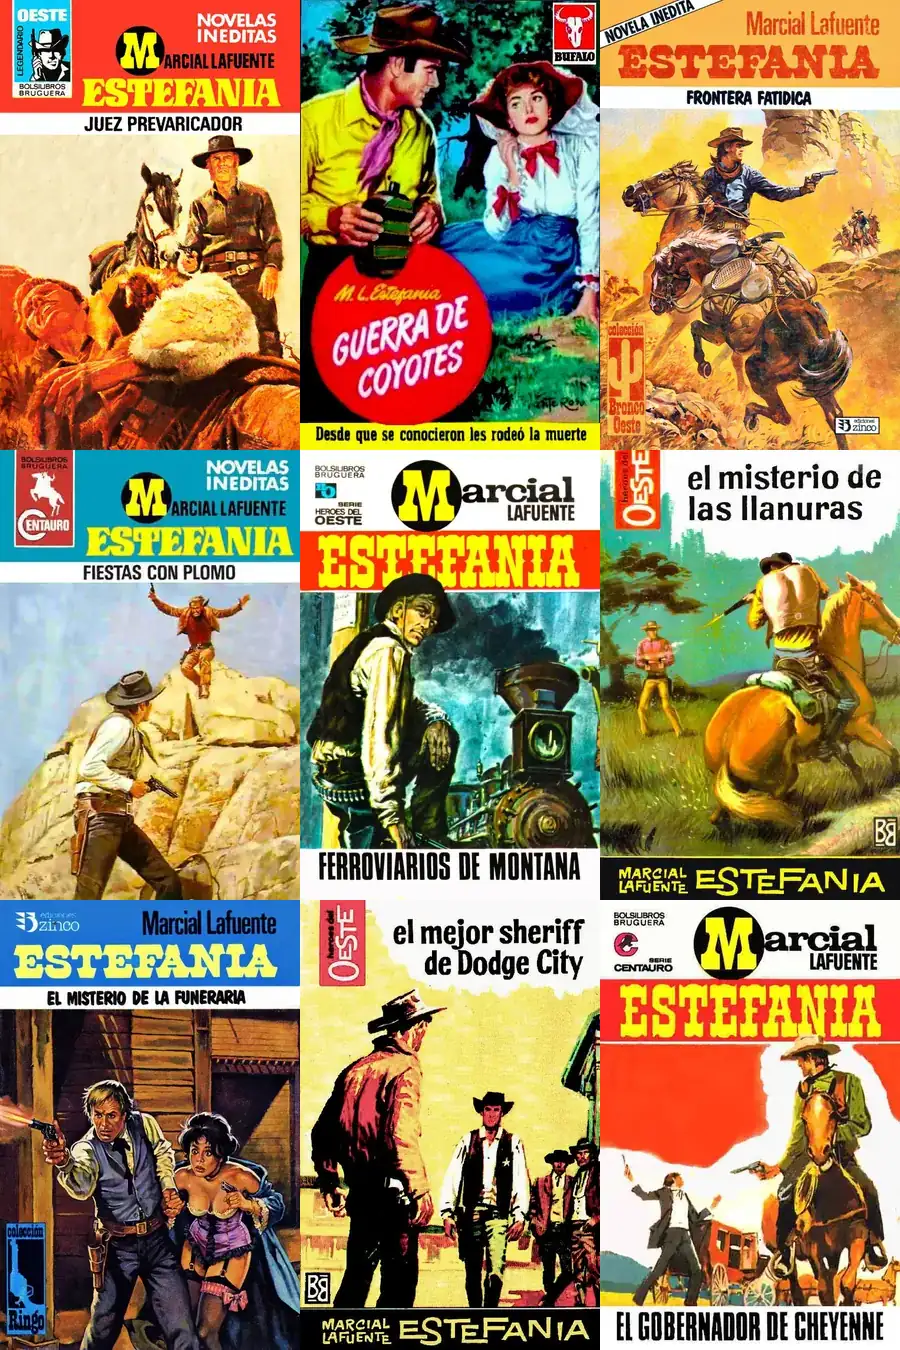 OESTE
LEGENDARIO
BOLSILIBROS
BRUGUERA
NOVELAS
INEDITAS
MARCIAL LAFUENTE
ESTEFANIA
JUEZ PREVARICADOR
BUFALO
M. L. Estefanía
GUERRA DE
COYOTES
Desde que se conocieron les rodeó la muerte
NOVELA INEDITA
Marcial Lafuente
ESTEFANIA
FRONTERA FATIDICA
colección
Bronco
Oeste
ediciones
zinco
BOLSILIBROS
BRUGUERA
CENTAURO
NOVELAS
INEDITAS
MARCIAL LAFUENTE
ESTEFANIA
FIESTAS CON PLOMO
BOLSILIBROS
BRUGUERA
SERIE
HEROES DEL
OESTE
Marcial
LAFUENTE
ESTEFANIA
FERROVIARIOS DE MONTANA
héroes del
OESTE
el misterio de
las llanuras
BB
MARCIAL
LAFUENTE ESTEFANIA
ediciones
zinco
Marcial Lafuente
ESTEFANIA
EL MISTERIO DE LA FUNERARIA
colección
Ringo
héroes del
OESTE
el mejor sheriff
de Dodge City
BB
MARCIAL
LAFUENTE ESTEFANIA
BOLSILIBROS
BRUGUERA
SERIE
CENTAURO
Marcial
LAFUENTE
ESTEFANIA
EL GOBERNADOR DE CHEYENNE